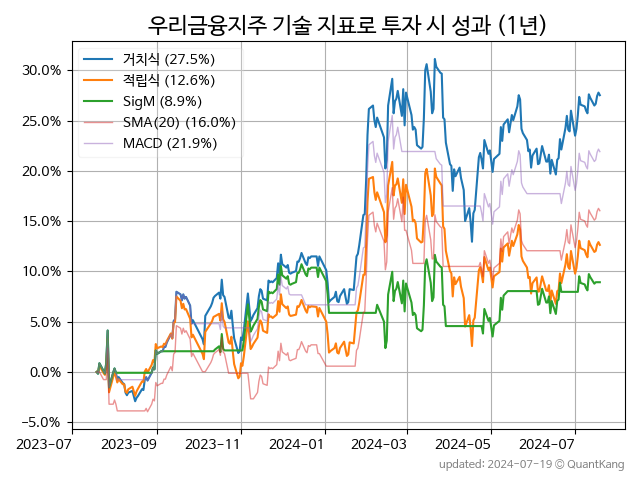 우리금융지주 기술 지표로 투자 시 성과 (1년)
거치식 (27.5%)
적립식 (12.6%)
SigM (8.9%)
SMA(20) (16.0%)
MACD (21.9%)
30.0%
25.0%
20.0%
15.0%
10.0%
5.0%
0.0%
−5.0%
2023-07 2023-09 2023-11 2024-01 2024-03 2024-05 2024-07
updated: 2024-07-19 @ QuantKang